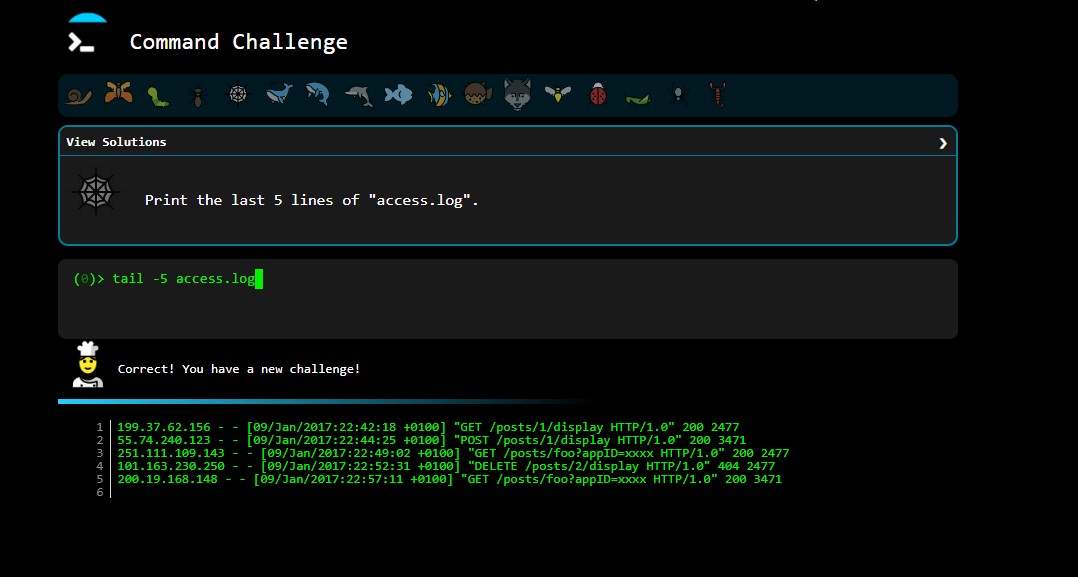 Command Challenge
View Solutions
Print the last 5 lines of "access.log".
(0)> tail -5 access.log
Correct! You have a new challenge!
1 199.37.62.156 - - [09/Jan/2017:22:42:18 +0100] "GET /posts/1/display HTTP/1.0" 200 2477
2 55.74.240.123 - - [09/Jan/2017:22:44:25 +0100] "POST /posts/1/display HTTP/1.0" 200 3471
3 251.111.109.143 - - [09/Jan/2017:22:49:02 +0100] "GET /posts/foo?appID=xxxx HTTP/1.0" 200 2477
4 101.163.230.250 - - [09/Jan/2017:22:52:31 +0100] "DELETE /posts/2/display HTTP/1.0" 404 2477
5 200.19.168.148 - - [09/Jan/2017:22:57:11 +0100] "GET /posts/foo?appID=xxxx HTTP/1.0" 200 3471
6